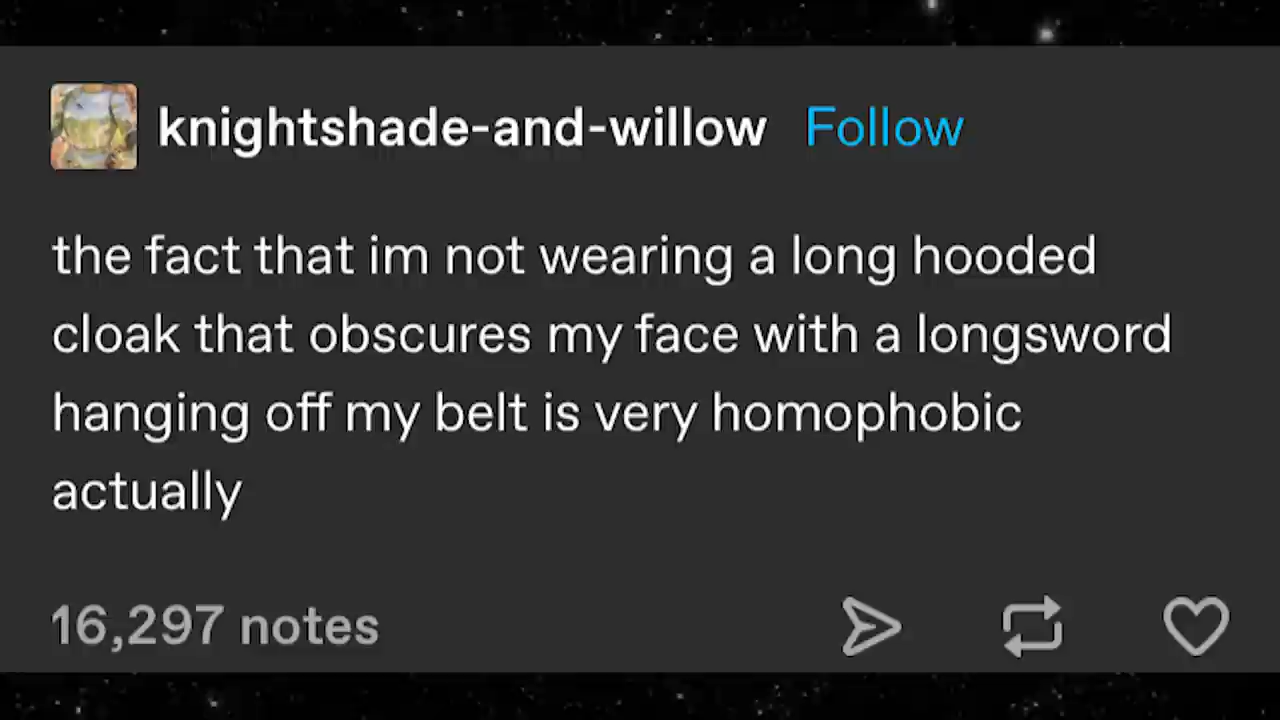 knightshade-and-willow Follow
the fact that im not wearing a long hooded
cloak that obscures my face with a longsword
hanging off my belt is very homophobic
actually
16,297 notes